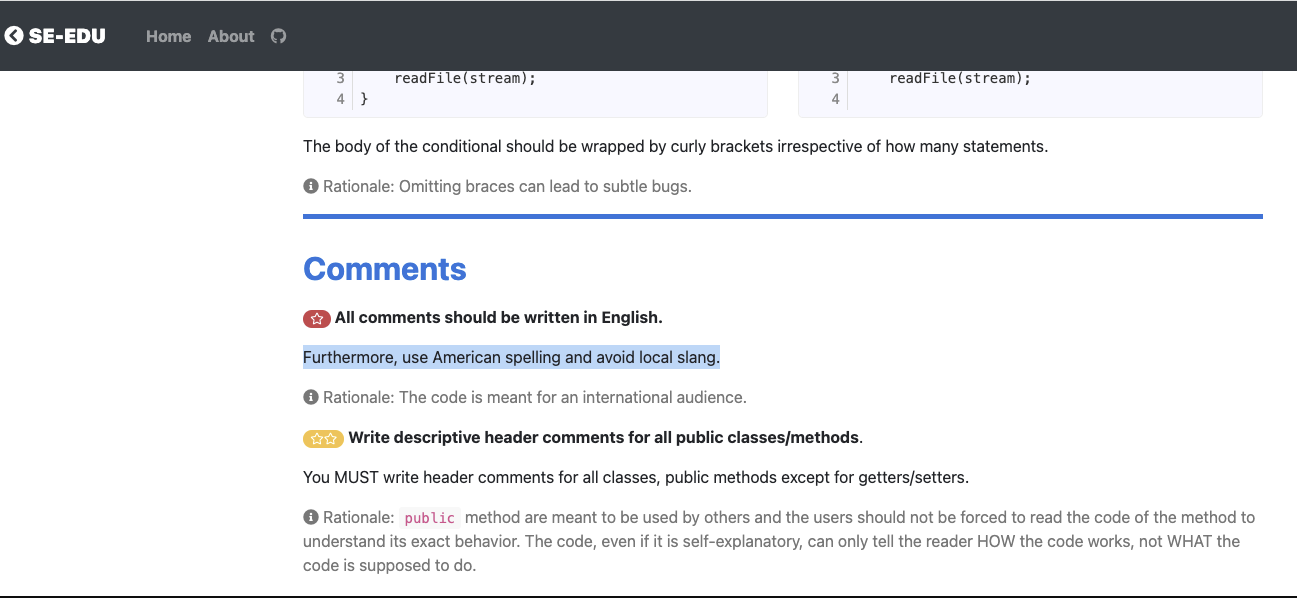 SE-EDU Home About
3 readFile(stream); 3 readFile(stream);
4 } 4
The body of the conditional should be wrapped by curly brackets irrespective of how many statements.
Rationale: Omitting braces can lead to subtle bugs.
Comments
All comments should be written in English.
Furthermore, use American spelling and avoid local slang.
Rationale: The code is meant for an international audience.
Write descriptive header comments for all public classes/methods.
You MUST write header comments for all classes, public methods except for getters/setters.
Rationale: public method are meant to be used by others and the users should not be forced to read the code of the method to
understand its exact behavior. The code, even if it is self-explanatory, can only tell the reader HOW the code works, not WHAT the
code is supposed to do.